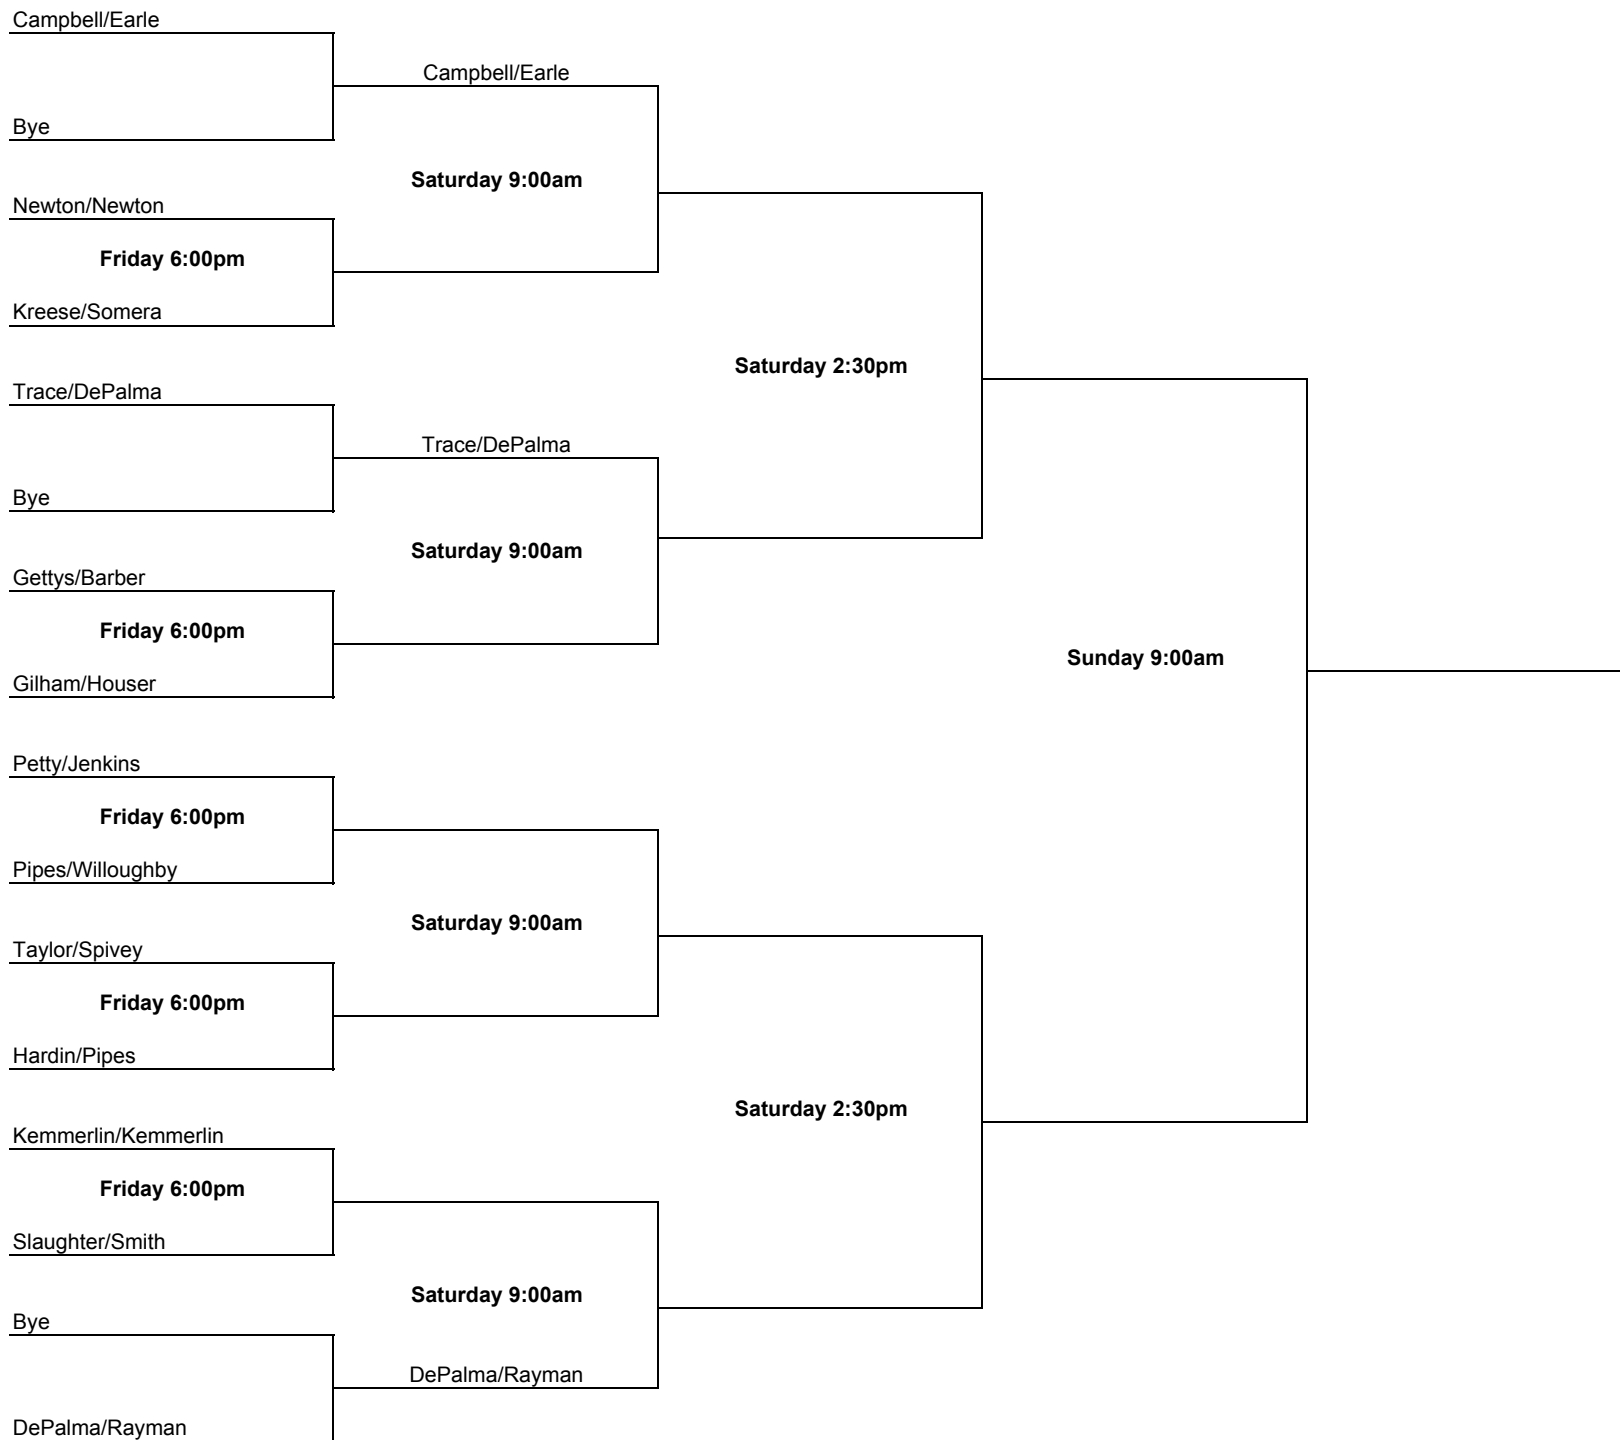 Campbell/Earle
Campbell/Earle
Bye
Saturday 9:00am
Newton/Newton
Friday 6:00pm
Kreese/Somera
Saturday 2:30pm
Trace/DePalma
Trace/DePalma
Bye
Saturday 9:00am
Gettys/Barber
Friday 6:00pm
Sunday 9:00am
Gilham/Houser
Petty/Jenkins
Friday 6:00pm
Pipes/Willoughby
Saturday 9:00am
Taylor/Spivey
Friday 6:00pm
Hardin/Pipes
Saturday 2:30pm
Kemmerlin/Kemmerlin
Friday 6:00pm
Slaughter/Smith
Saturday 9:00am
Bye
DePalma/Rayman
DePalma/Rayman